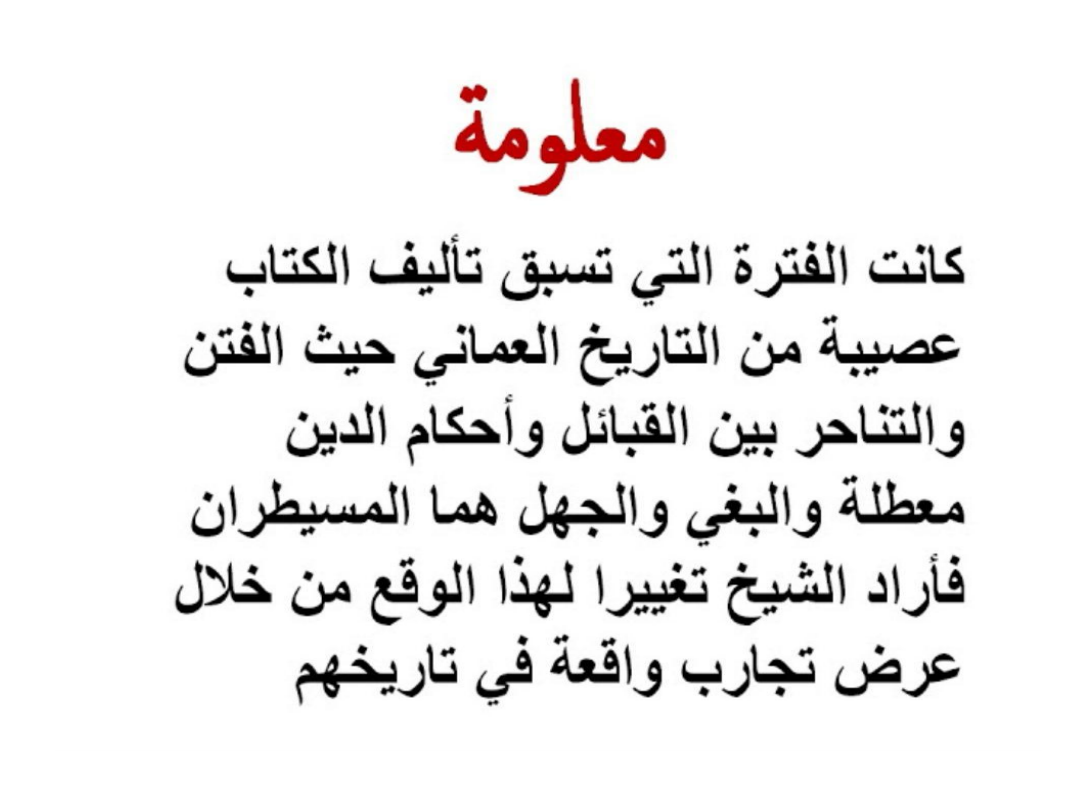 معلومة
كانت الفترة التي تسبق تأليف الكتاب
عصيبة من التاريخ العماني حيث الفتن
والتناحر بين القبائل وأحكام الدين
معطلة والبغي والجهل هما المسيطران
فأراد الشيخ تغييرا لهذا الوقع من خلال
عرض تجارب واقعة في تاريخهم